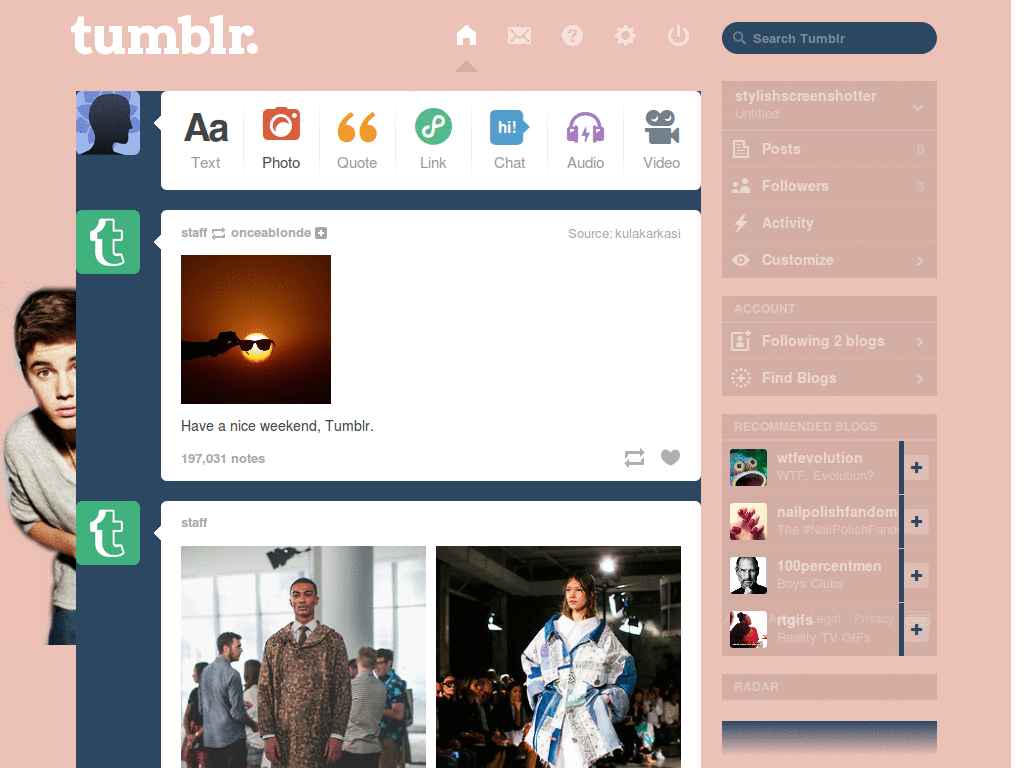 tumblr.
Search Tumblr
Aa
Text
Photo
Quote
Link
hi!
Chat
Audio
Video
staff onceablonde
Source: kulakarkasi
Have a nice weekend, Tumblr.
197,031 notes
staff
stylishscreenshotter
Untitled
Posts 0
Followers 3
Activity
Customize
ACCOUNT
Following 2 blogs
Find Blogs
RECOMMENDED BLOGS
wtfevolution
WTF, Evolution?
nailpolishfandom
The #NailPolishFand
100percentmen
Boys Clubs
rtgifs
Legal Privacy
Reality TV GIFs
RADAR